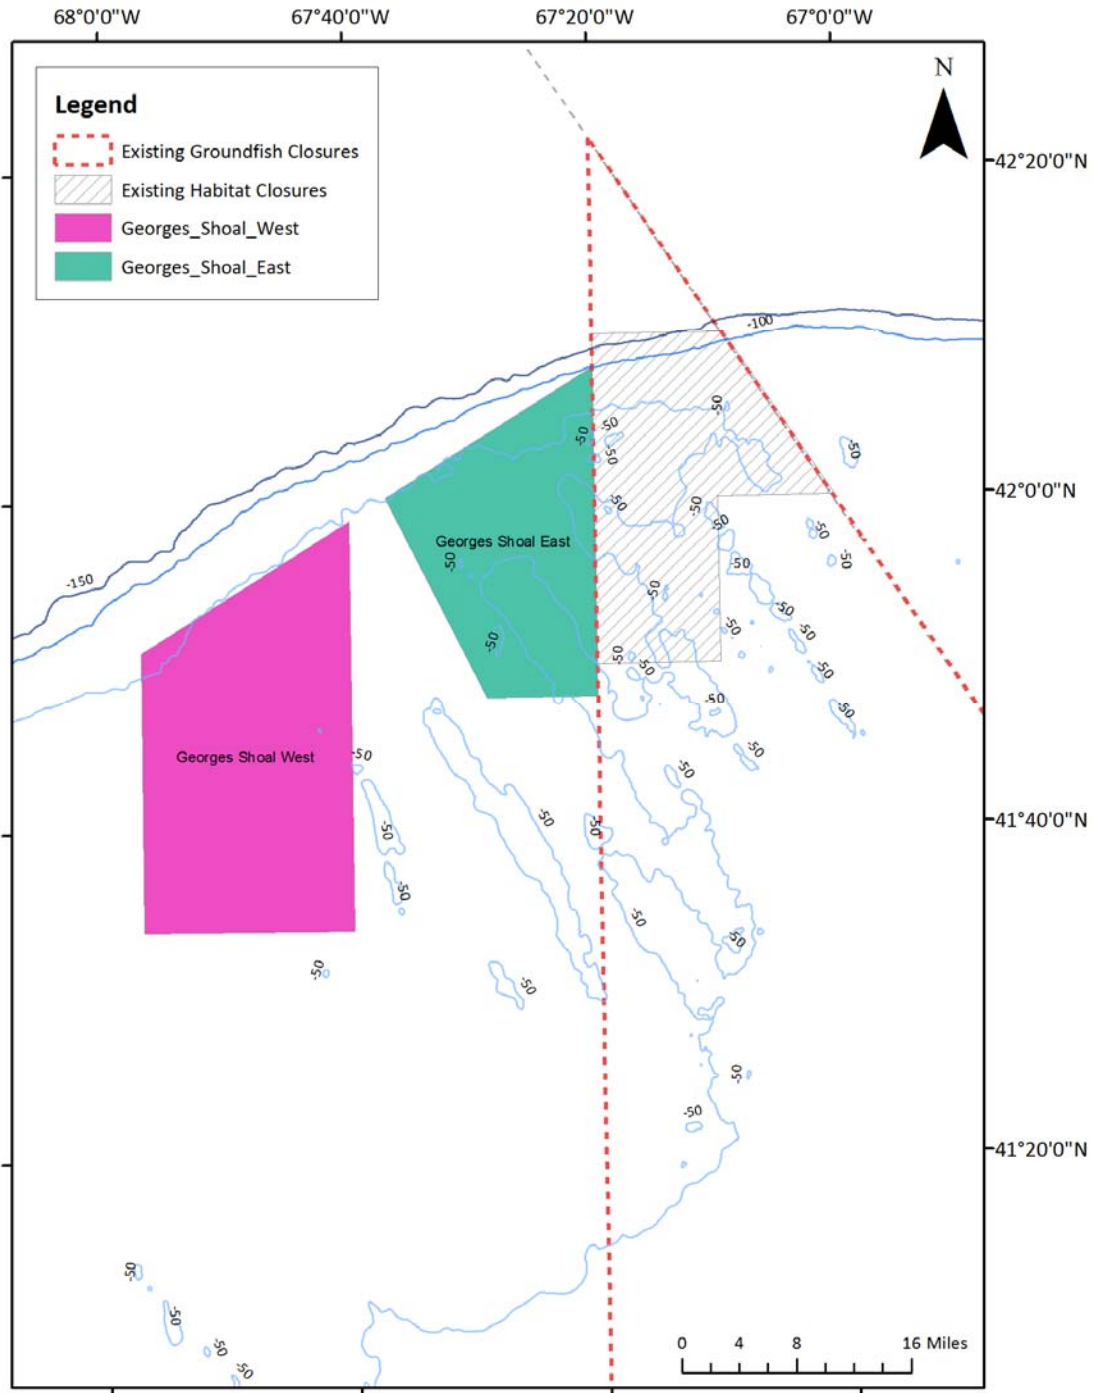 68°0'0"W 67°40'0"W 67°20'0"W 67°0'0"W
N
Legend
Existing Groundfish Closures
Existing Habitat Closures
Georges_Shoal_West
Georges_Shoal_East
42°20'0"N
-100
-50
-50 -50
-50
-50
42°0'0"N
-50 -50
-50 -50
Georges Shoal East
-50 -50 -50
-150
-50
-50
-50 -50
-50
-50 -50 -50
-50
-50
-50
Georges Shoal West
-50 -50
-50
41°40'0"N
-50 -50 -50
-50
-50
-50
-50
-50
-50
-50
41°20'0"N
-50
-50
-50
-50
0 4 8 16 Miles